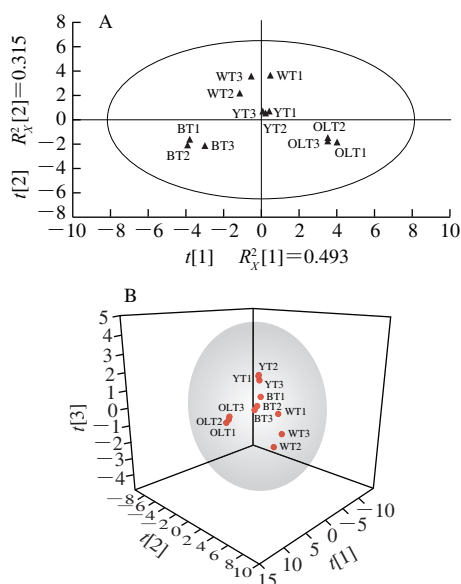 A
t[2] R²X[2]=0.315
8
6
4
2
0
−2
−4
−6
−8
WT3 WT1
WT2
YT3 YT1
YT2
BT1
BT2 BT3
OLT2
OLT3 OLT1
−10 −8 −6 −4 −2 0 2 4 6 8 10
t[1] R²X[1]=0.493
B
t[3]
5
4
3
2
1
0
−1
−2
−3
−4
YT2
YT1 YT3
BT1
OLT3 BT2 WT1
OLT2 BT3
OLT1 WT3
WT2
−8 −6 −4 −2 0 2 4 6 8 10
t[2]
15 10 5 0 −5 −10
t[1]